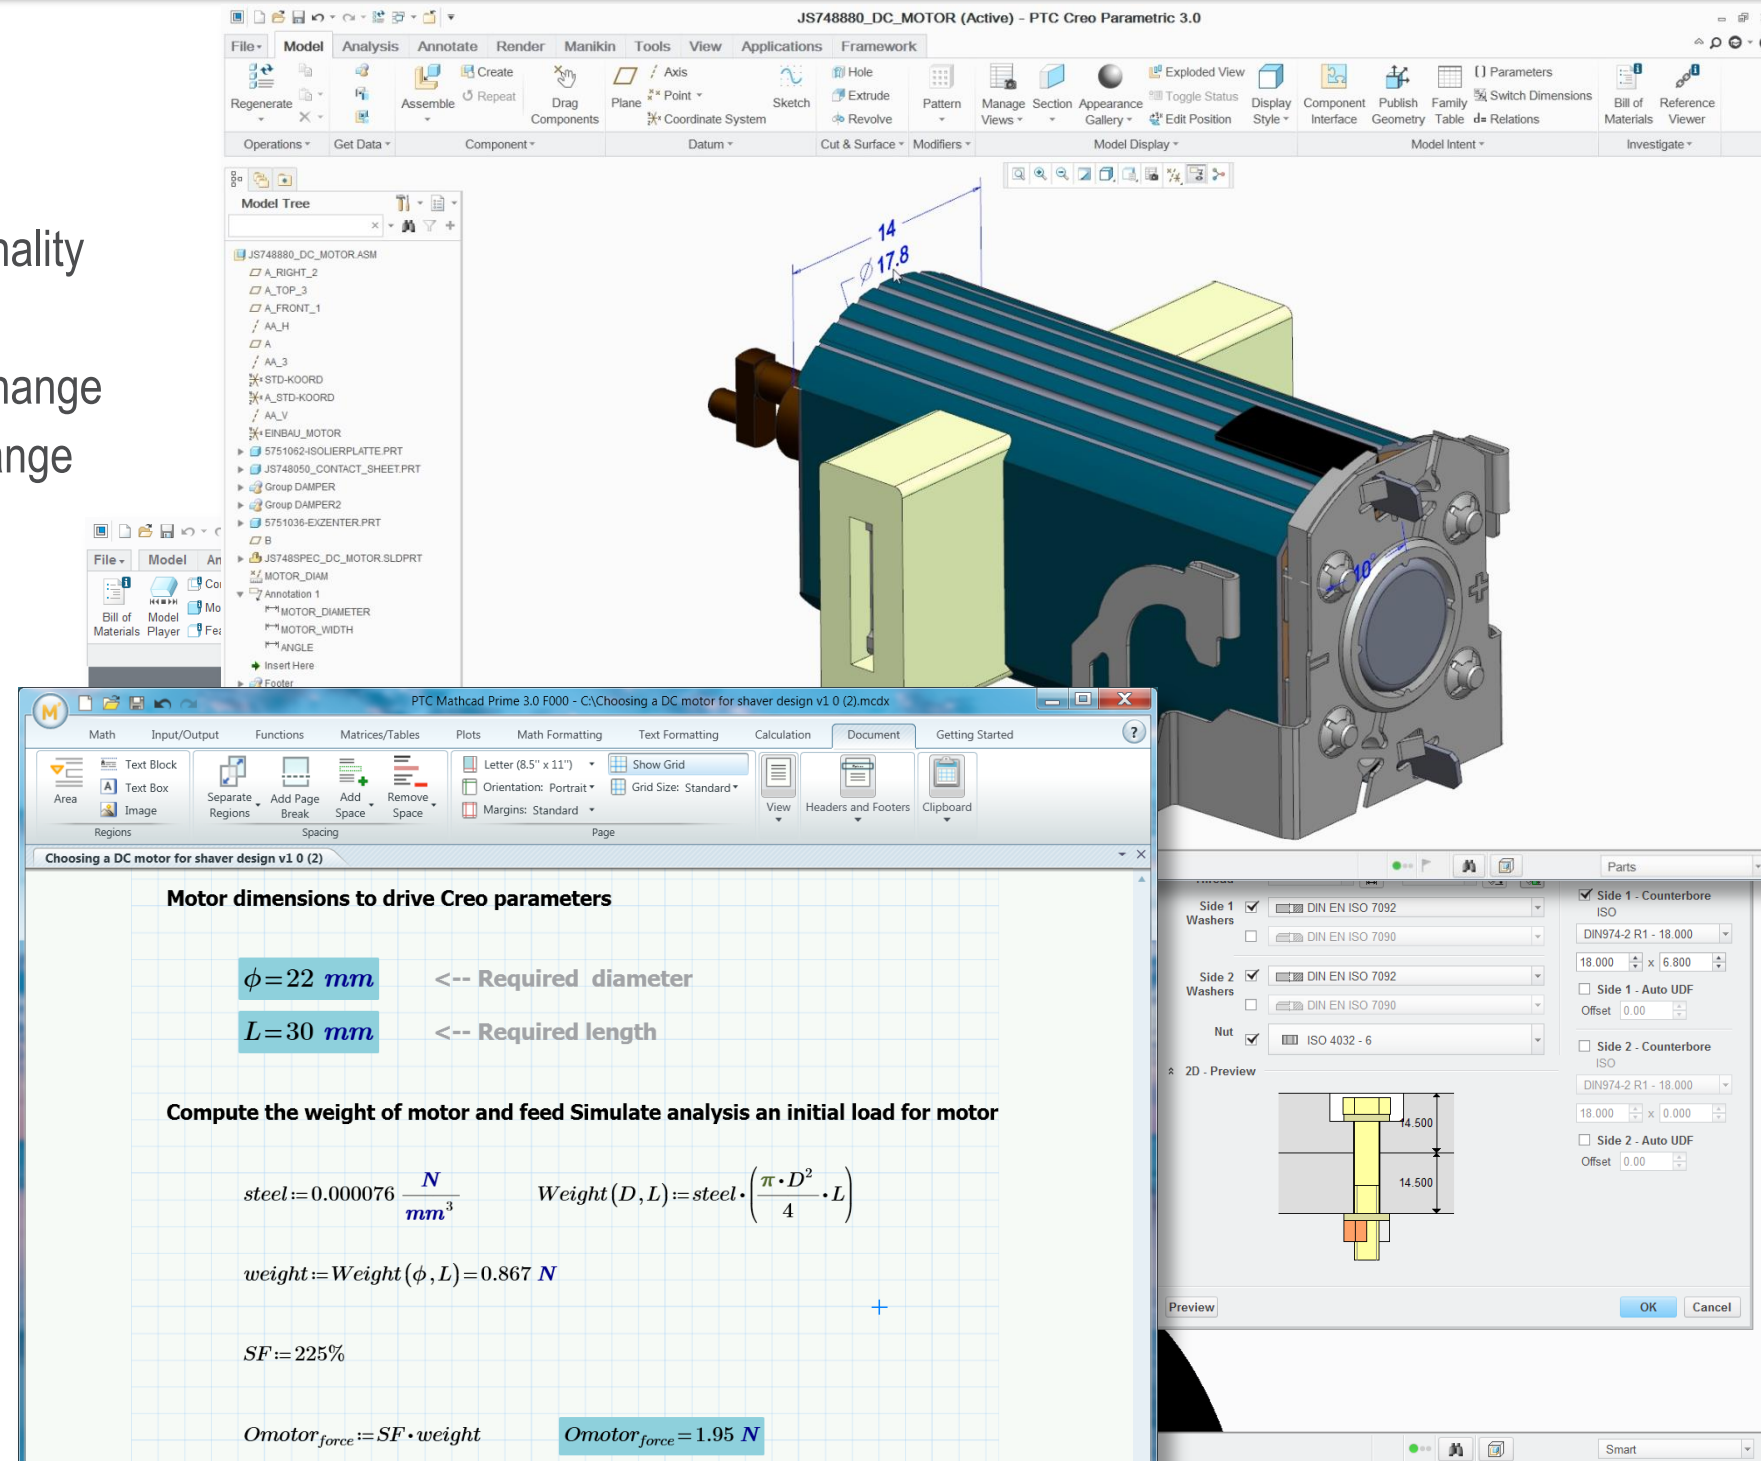 JS748880_DC_MOTOR (Active) - PTC Creo Parametric 3.0
File Model Analysis Annotate Render Manikin Tools View Applications Framework
Regenerate
Assemble
Create
Repeat
Drag
Components
Plane
Axis
Point
Coordinate System
Sketch
Hole
Extrude
Revolve
Pattern
Manage
Views
Section
Appearance
Gallery
Exploded View
Toggle Status
Edit Position
Display
Style
Component
Interface
Publish
Geometry
Family
Table
Parameters
Switch Dimensions
d= Relations
Bill of
Materials
Reference
Viewer
Operations Get Data Component Datum Cut & Surface Modifiers Model Display Model Intent Investigate
Model Tree
JS748880_DC_MOTOR.ASM
A_RIGHT_2
A_TOP_3
A_FRONT_1
AA_H
A
AA_3
STD-KOORD
A_STD-KOORD
AA_V
EINBAU_MOTOR
5751062-ISOLIERPLATTE.PRT
JS748050_CONTACT_SHEET.PRT
Group DAMPER
Group DAMPER2
5751036-EXZENTER.PRT
B
JS748SPEC_DC_MOTOR.SLDPRT
MOTOR_DIAM
Annotation 1
MOTOR_DIAMETER
MOTOR_WIDTH
ANGLE
Insert Here
Footer
14
Ø 17.8
10°
nality
hange
ange
File Model An
Bill of
Materials
Model
Player
Co
Mo
Fea
PTC Mathcad Prime 3.0 F000 - C:\Choosing a DC motor for shaver design v1 0 (2).mcdx
Math Input/Output Functions Matrices/Tables Plots Math Formatting Text Formatting Calculation Document Getting Started
Area
Text Block
Text Box
Image
Separate
Regions
Add Page
Break
Add
Space
Remove
Space
Letter (8.5" x 11")
Orientation: Portrait
Margins: Standard
Show Grid
Grid Size: Standard
View
Headers and Footers
Clipboard
Regions Spacing Page
Choosing a DC motor for shaver design v1 0 (2)
Motor dimensions to drive Creo parameters
ϕ=22 mm <-- Required diameter
L=30 mm <-- Required length
Compute the weight of motor and feed Simulate analysis an initial load for motor
steel:=0.000076 N/mm³ Weight(D,L):=steel·(π·D²/4·L)
weight:=Weight(ϕ,L)=0.867 N
SF:=225%
Omotor force:=SF·weight Omotor force=1.95 N
Parts
Side 1
Washers
DIN EN ISO 7092
DIN EN ISO 7090
Side 2
Washers
DIN EN ISO 7092
DIN EN ISO 7090
Nut
ISO 4032 - 6
2D - Preview
14.500
14.500
Side 1 - Counterbore
ISO
DIN974-2 R1 - 18.000
18.000 x 6.800
Side 1 - Auto UDF
Offset 0.00
Side 2 - Counterbore
ISO
DIN974-2 R1 - 18.000
18.000 x 0.000
Side 2 - Auto UDF
Offset 0.00
Preview OK Cancel
Smart